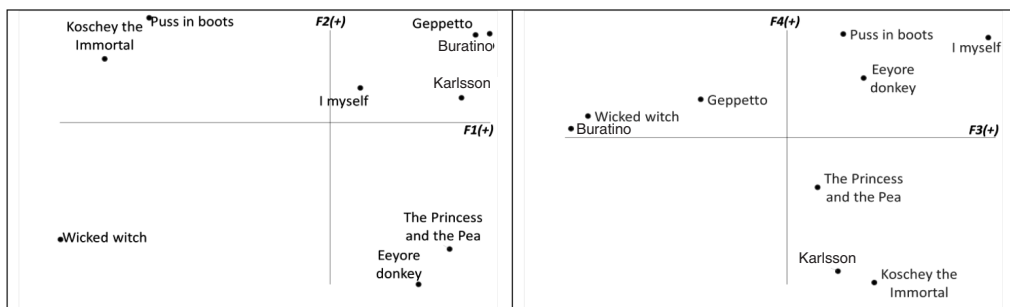 F2(+)
Puss in boots
Koschey the
Immortal
Geppetto
Buratino
Karlsson
I myself
F1(+)
The Princess
and the Pea
Wicked witch
Eeyore
donkey
F4(+)
Puss in boots
I myself
Eeyore
donkey
Geppetto
Wicked witch
Buratino
F3(+)
The Princess
and the Pea
Karlsson
Koschey the
Immortal